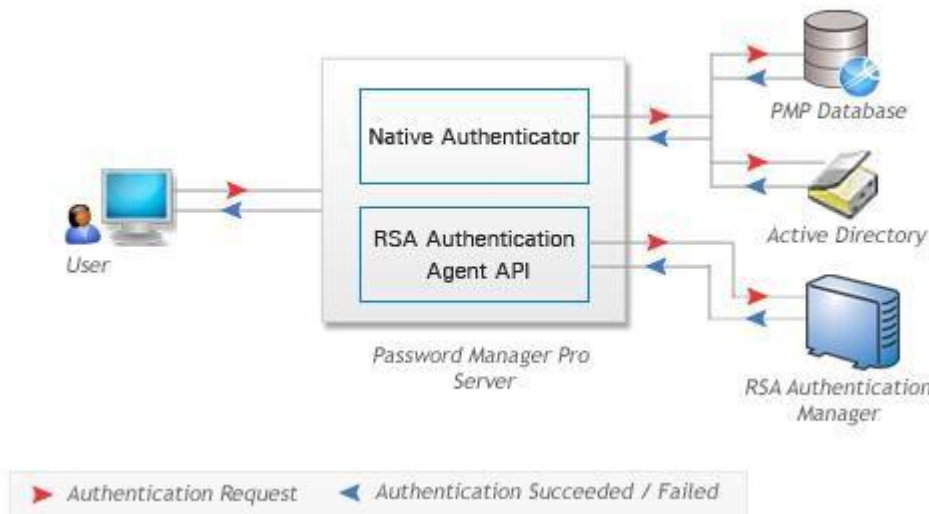 PMP Database
Native Authenticator
Active Directory
User
RSA Authentication
Agent API
Password Manager Pro
Server
RSA Authentication
Manager
Authentication Request
Authentication Succeeded / Failed